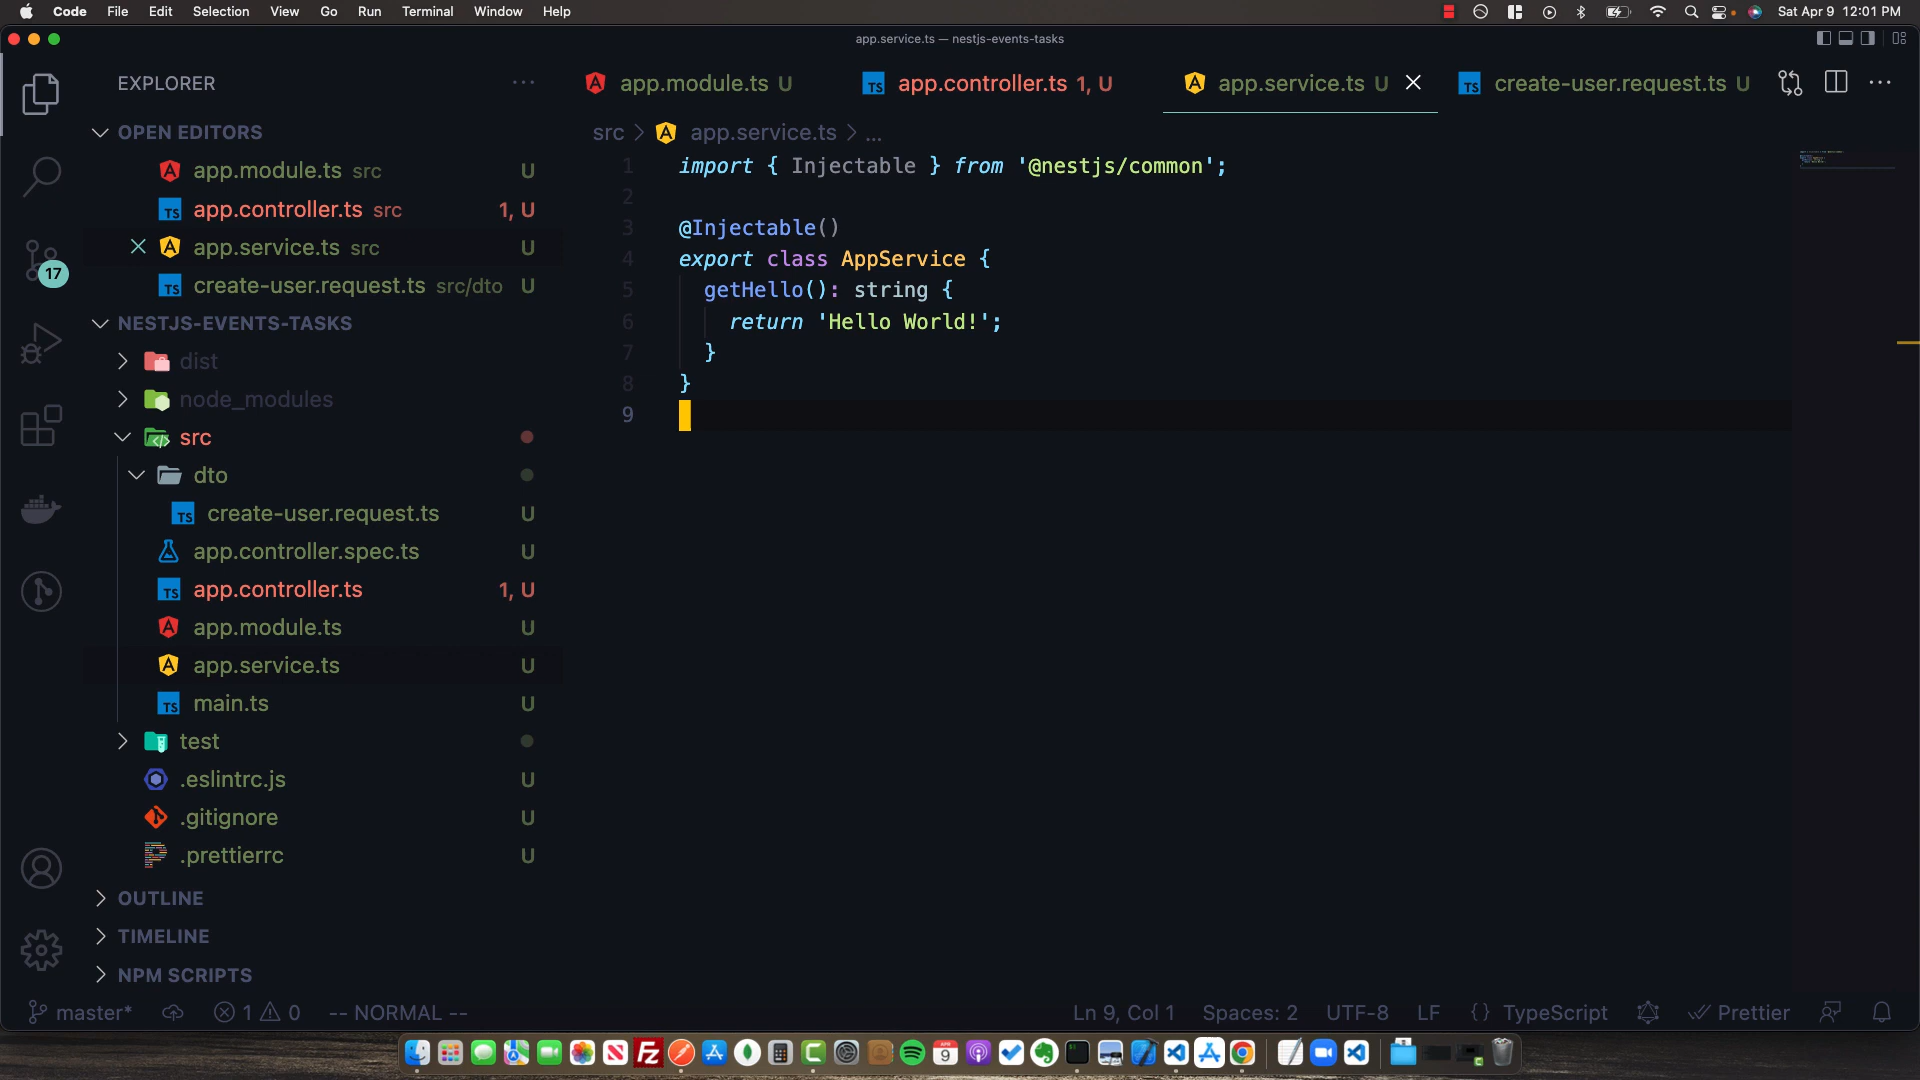 Code File Edit Selection View Go Run Terminal Window Help Sat Apr 9 12:01 PM
app.service.ts — nestjs-events-tasks
EXPLORER
app.module.ts U app.controller.ts 1, U app.service.ts U create-user.request.ts U
OPEN EDITORS
src > app.service.ts > ...
app.module.ts src U
app.controller.ts src 1, U
app.service.ts src U
create-user.request.ts src/dto U
17
NESTJS-EVENTS-TASKS
dist
node_modules
src
dto
create-user.request.ts U
app.controller.spec.ts U
app.controller.ts 1, U
app.module.ts U
app.service.ts U
main.ts U
test
.eslintrc.js U
.gitignore U
.prettierrc U
OUTLINE
TIMELINE
NPM SCRIPTS
1 import { Injectable } from '@nestjs/common';
2
3 @Injectable()
4 export class AppService {
5 getHello(): string {
6 return 'Hello World!';
7 }
8 }
9
master* 1 0 -- NORMAL -- Ln 9, Col 1 Spaces: 2 UTF-8 LF {} TypeScript Prettier